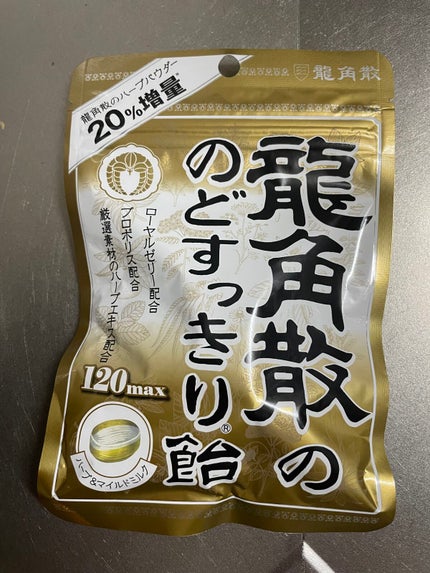 龍角散
龍角散のハーブパウダー
20%増量*
龍角散の
のどすっきり®飴
ローヤルゼリー配合
プロポリス配合
厳選素材のハーブエキス配合
120max
ハーブ&マイルドミルク